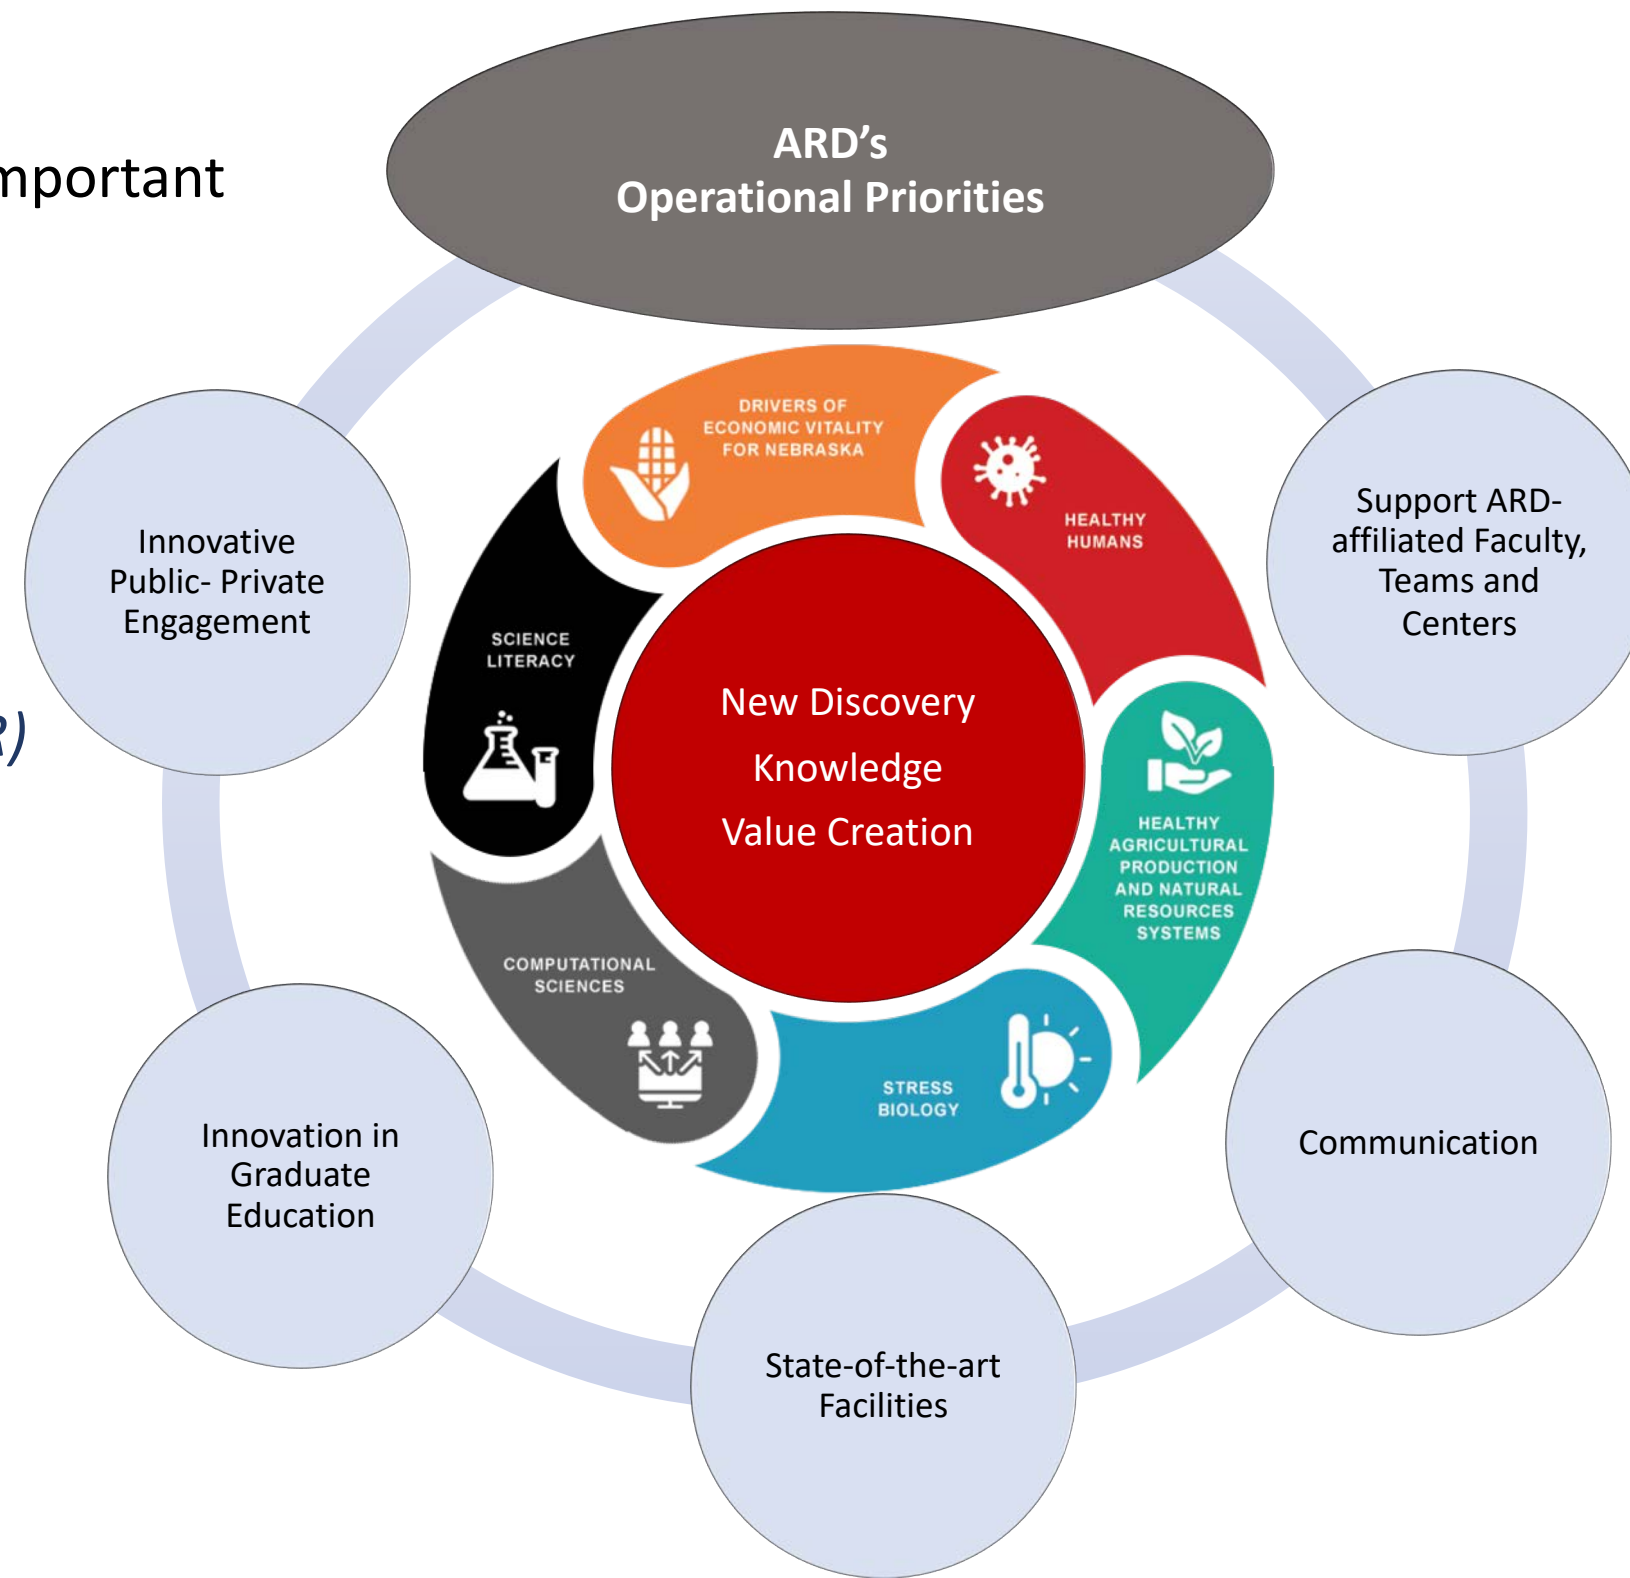 ARD's
Operational Priorities
mportant
DRIVERS OF
ECONOMIC VITALITY
FOR NEBRASKA
HEALTHY
HUMANS
Support ARD-
affiliated Faculty,
Teams and
Centers
Innovative
Public- Private
Engagement
SCIENCE
LITERACY
New Discovery
Knowledge
Value Creation
R)
HEALTHY
AGRICULTURAL
PRODUCTION
AND NATURAL
RESOURCES
SYSTEMS
COMPUTATIONAL
SCIENCES
STRESS
BIOLOGY
Communication
Innovation in
Graduate
Education
State-of-the-art
Facilities